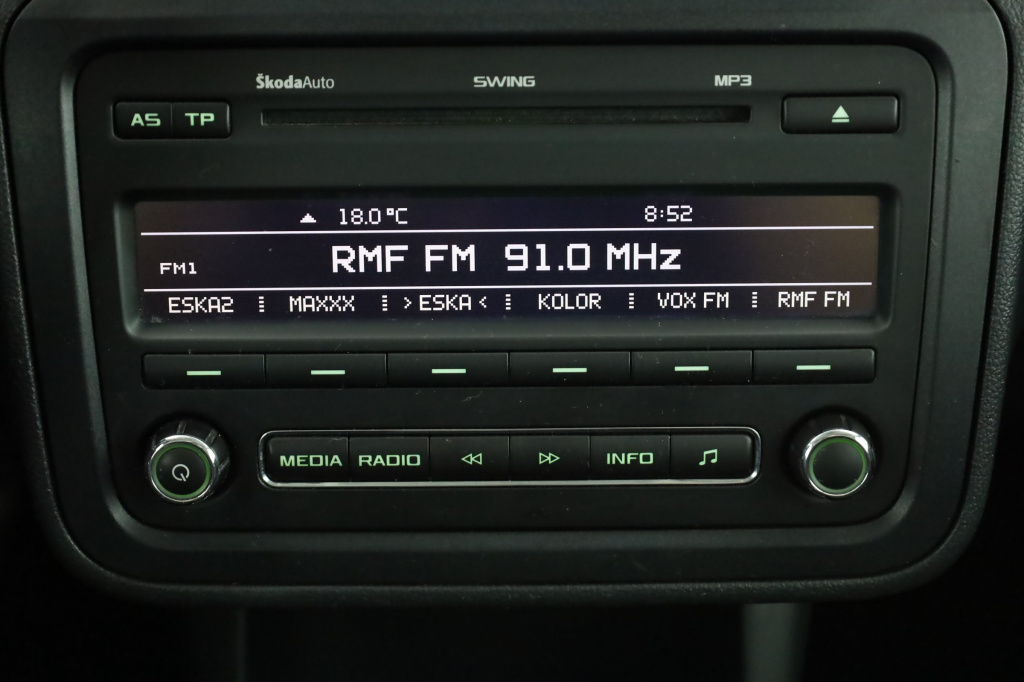 ŠkodaAuto SWING MP3
AS TP
18.0 °C 8:52
FM1 RMF FM 91.0 MHz
ESKA2 MAXXX > ESKA < KOLOR VOX FM RMF FM
MEDIA RADIO INFO